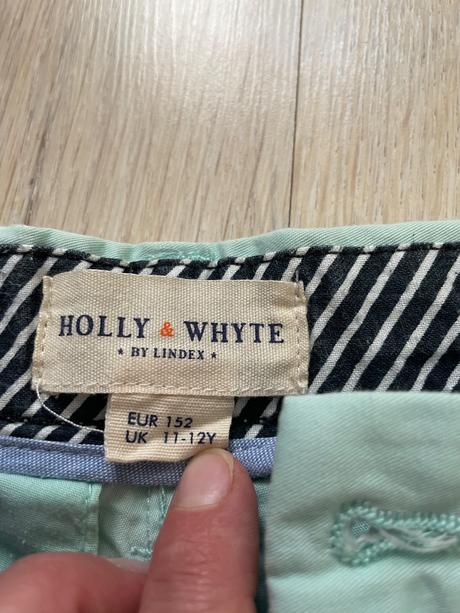 HOLLY & WHYTE
* BY LINDEX *
EUR 152
UK 11-12Y